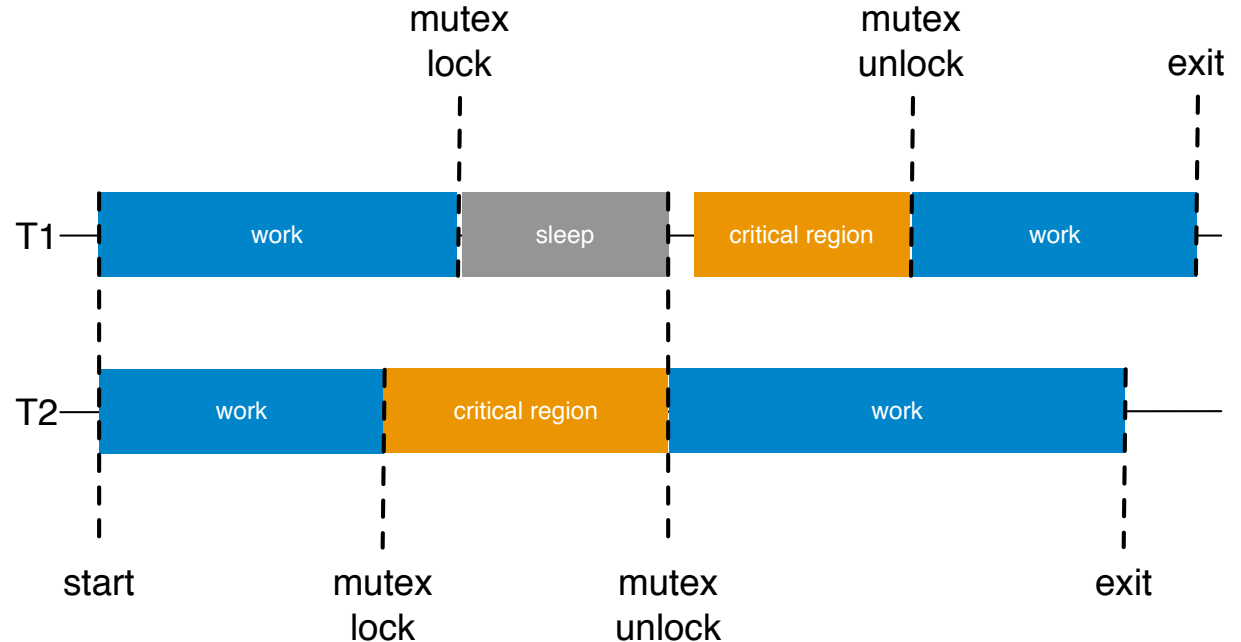 mutex
lock
mutex
unlock
exit
T1
work
sleep
critical region
work
T2
work
critical region
work
start
mutex
lock
mutex
unlock
exit